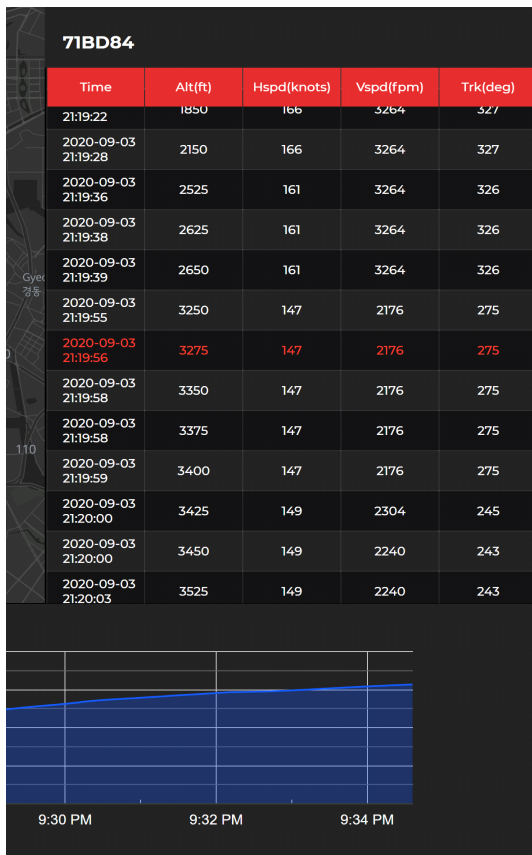 71BD84
Time Alt(ft) Hspd(knots) Vspd(fpm) Trk(deg)
21:19:22 1850 166 3264 327
2020-09-03
21:19:28 2150 166 3264 327
2020-09-03
21:19:36 2525 161 3264 326
2020-09-03
21:19:38 2625 161 3264 326
2020-09-03
21:19:39 2650 161 3264 326
Gyeo
경동
2020-09-03
21:19:55 3250 147 2176 275
2020-09-03
21:19:56 3275 147 2176 275
2020-09-03
21:19:58 3350 147 2176 275
2020-09-03
21:19:58 3375 147 2176 275
110
2020-09-03
21:19:59 3400 147 2176 275
2020-09-03
21:20:00 3425 149 2304 245
2020-09-03
21:20:00 3450 149 2240 243
2020-09-03
21:20:03 3525 149 2240 243
9:30 PM 9:32 PM 9:34 PM